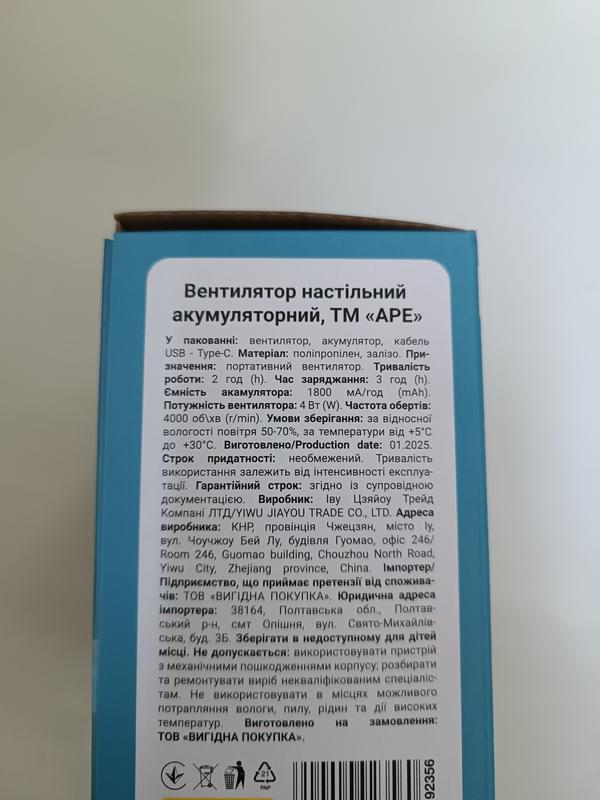 Вентилятор настільний
акумуляторний, ТМ «APE»
У пакованні: вентилятор, акумулятор, кабель
USB - Type-C. Матеріал: поліпропілен, залізо. При-
значення: портативний вентилятор. Тривалість
роботи: 2 год (h). Час заряджання: 3 год (h).
Ємність акамулятора: 1800 мА/год (mAh).
Потужність вентилятора: 4 Вт (W). Частота обертів:
4000 об\хв (r/min). Умови зберігання: за відносної
вологості повітря 50-70%, за температури від +5°C
до +30°C. Виготовлено/Production date: 01.2025.
Строк придатності: необмежений. Тривалість
використання залежить від інтенсивності експлуа-
тації. Гарантійний строк: згідно із супровідною
документацією. Виробник: Іву Цзяйоу Трейд
Компані ЛТД/YIWU JIAYOU TRADE CO., LTD. Адреса
виробника: КНР, провінція Чжецзян, місто Іу,
вул. Чоучжоу Бей Лу, будівля Гуомао, офіс 246/
Room 246, Guomao building, Chouzhou North Road,
Yiwu City, Zhejiang province, China. Імпортер/
Підприємство, що приймає претензії від спожива-
чів: ТОВ «ВИГІДНА ПОКУПКА». Юридична адреса
імпортера: 38164, Полтавська обл., Полтав-
ський р-н, смт Опішня, вул. Свято-Михайлів-
ська, буд. 3Б. Зберігати в недоступному для дітей
місці. Не допускається: використовувати пристрій
з механічними пошкодженнями корпусу; розбирати
та ремонтувати виріб некваліфікованим спеціаліс-
там. Не використовувати в місцях можливого
потрапляння вологи, пилу, рідин та дії високих
температур. Виготовлено на замовлення:
ТОВ «ВИГІДНА ПОКУПКА».
21
PAP
92356